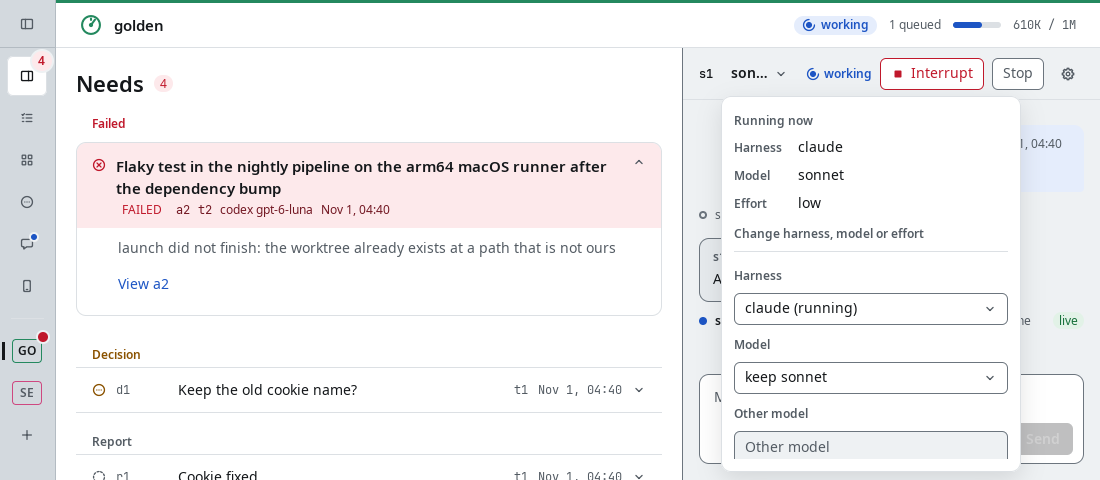 golden
working
1 queued
610K / 1M
4
GO
SE
Needs 4
Failed
Flaky test in the nightly pipeline on the arm64 macOS runner after
the dependency bump
FAILED a2 t2 codex gpt-6-luna Nov 1, 04:40
launch did not finish: the worktree already exists at a path that is not ours
View a2
Decision
d1 Keep the old cookie name? t1 Nov 1, 04:40
Report
r1 Cookie fixed t1 Nov 1, 04:40
s1 son... working Interrupt Stop
Running now
Harness claude
Model sonnet
Effort low
Change harness, model or effort
Harness
claude (running)
Model
keep sonnet
Other model
Other model
1, 04:40
live
Send